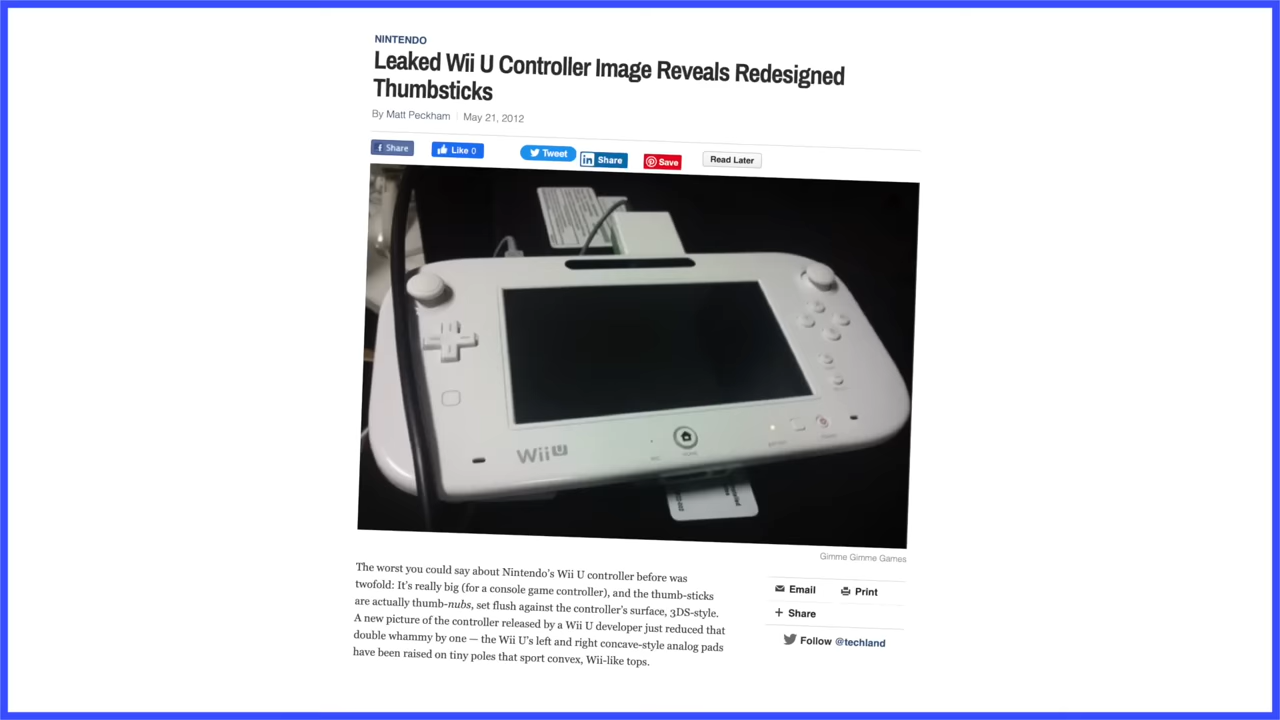 NINTENDO
Leaked Wii U Controller Image Reveals Redesigned
Thumbsticks
By Matt Peckham | May 21, 2012
f Share
Like 0
Tweet
in Share
Save
Read Later
Wii U
Gimme Gimme Games
The worst you could say about Nintendo's Wii U controller before was
twofold: It's really big (for a console game controller), and the thumb-sticks
are actually thumb-nubs, set flush against the controller's surface, 3DS-style.
A new picture of the controller released by a Wii U developer just reduced that
double whammy by one — the Wii U's left and right concave-style analog pads
have been raised on tiny poles that sport convex, Wii-like tops.
Email
Print
+ Share
Follow @techland